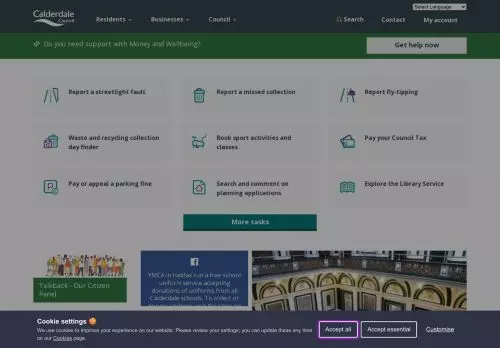 Calderdale
Council
Residents
Businesses
Council
Select Language
Search
Contact
My account
Do you need support with Money and Wellbeing?
Get help now
Report a streetlight fault
Report a missed collection
Report fly-tipping
Waste and recycling collection
day finder
Book sport activities and
classes
Pay your Council Tax
Pay or appeal a parking fine
Search and comment on
planning applications
Explore the Library Service
More tasks
Talkback - Our Citizen
Panel
YMCA in Halifax run a free school
uniform service accepting
donations of uniforms from all
Calderdale schools. To collect or
Cookie settings 🍪
We use cookies to improve your experience on our website. Please review your settings; you can update these any time
on our Cookies page.
Accept all
Accept essential
Customise